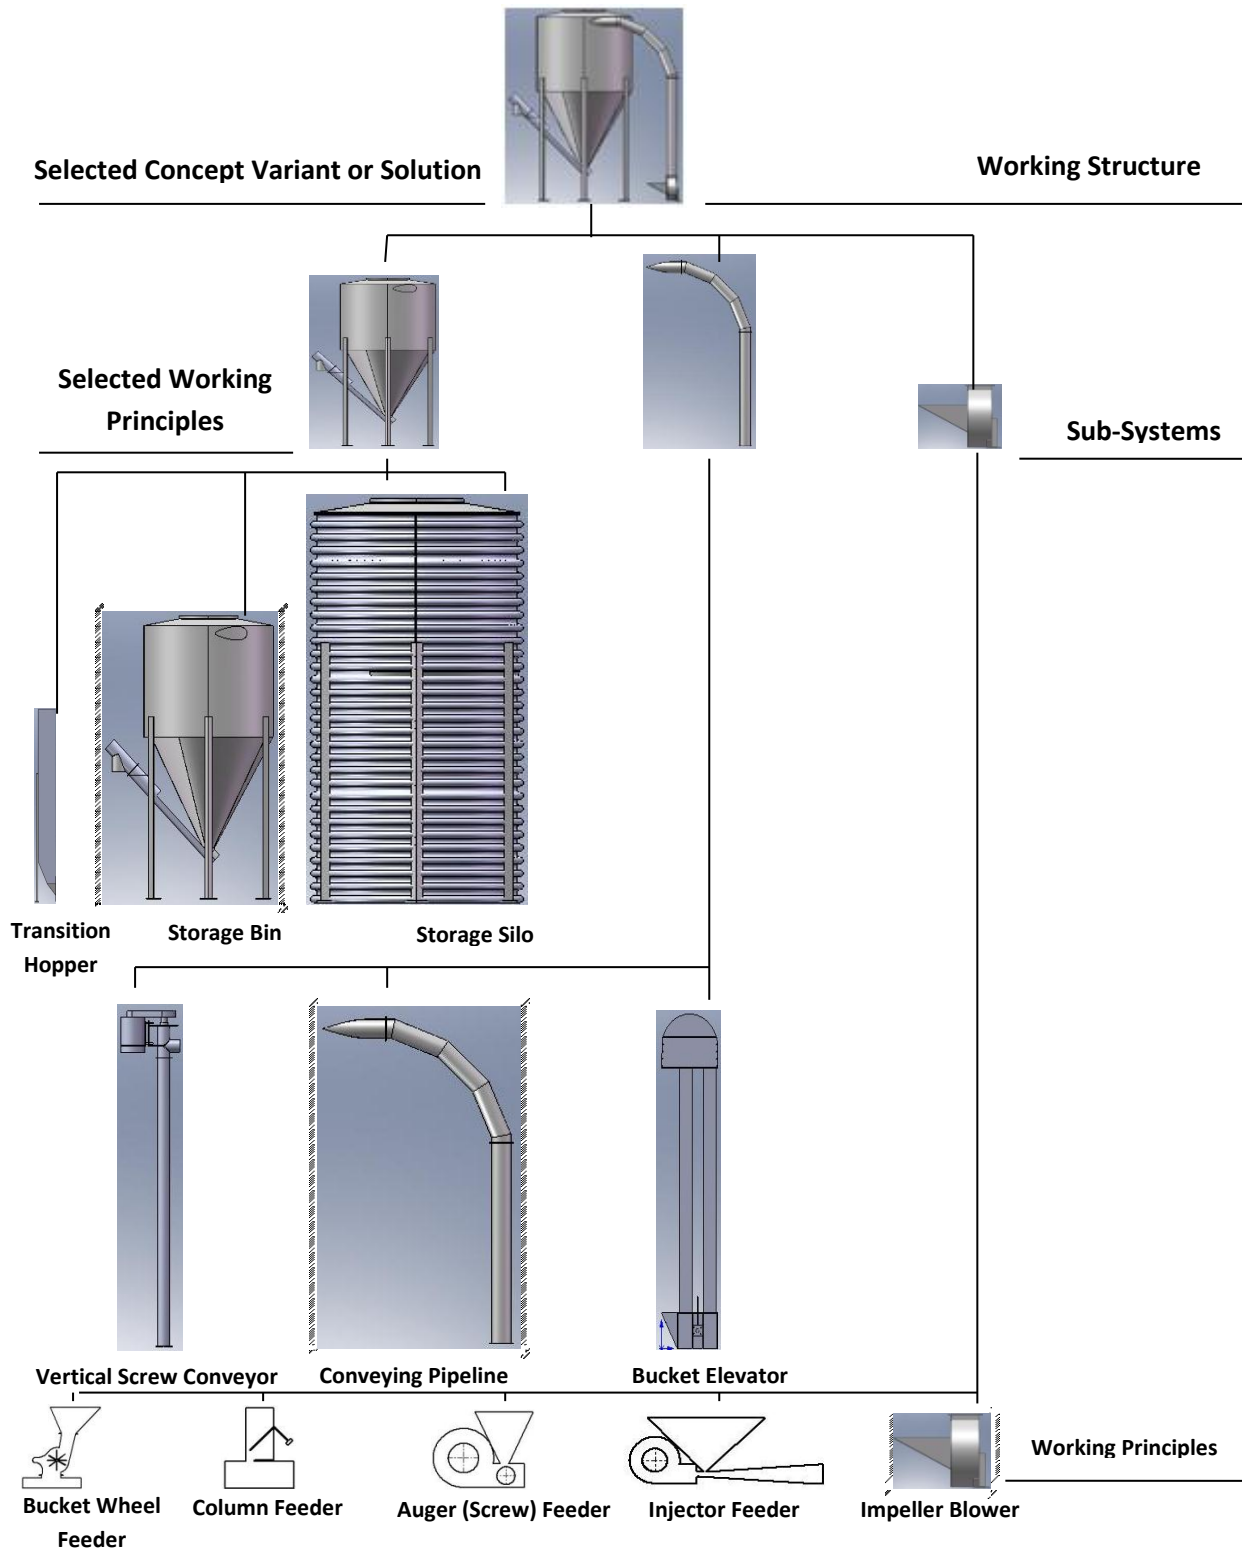 Selected Concept Variant or Solution
Working Structure
Selected Working
Principles
Sub-Systems
Transition
Hopper
Storage Bin
Storage Silo
Vertical Screw Conveyor
Conveying Pipeline
Bucket Elevator
Working Principles
Bucket Wheel
Feeder
Column Feeder
Auger (Screw) Feeder
Injector Feeder
Impeller Blower